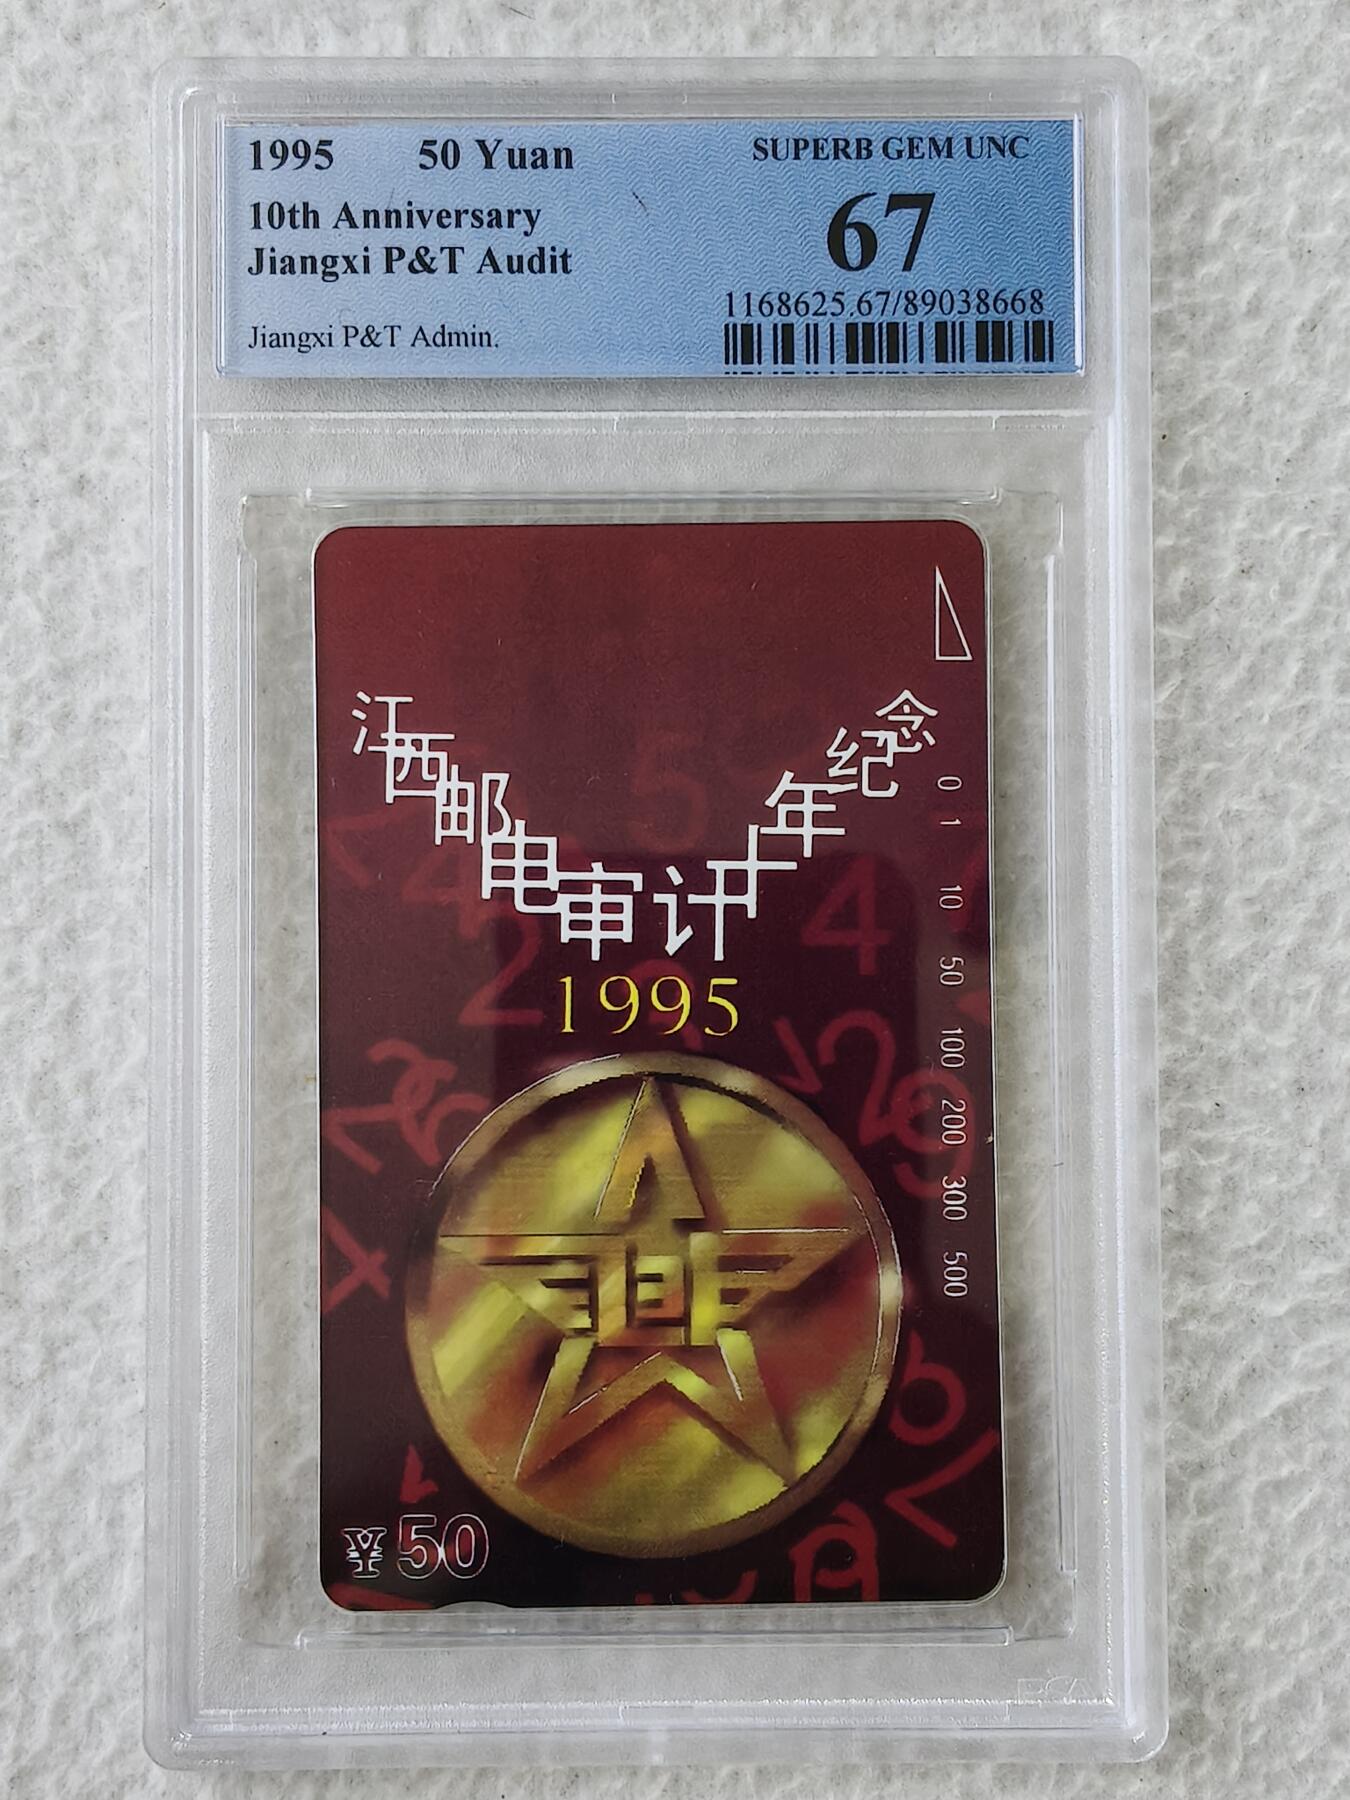 1995 50 Yuan
10th Anniversary
Jiangxi P&T Audit
Jiangxi P&T Admin.
SUPERB GEM UNC
67
1168625.67/89038668
江西邮电审计十年纪念
1995
0 1 10 50 100 200 300 500
¥50